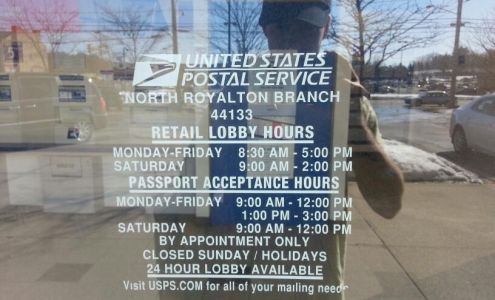 UNITED STATES
POSTAL SERVICE
NORTH ROYALTON BRANCH
44133
RETAIL LOBBY HOURS
MONDAY-FRIDAY 8:30 AM - 5:00 PM
SATURDAY 9:00 AM - 2:00 PM
PASSPORT ACCEPTANCE HOURS
MONDAY-FRIDAY 9:00 AM - 12:00 PM
1:00 PM - 3:00 PM
SATURDAY 9:00 AM - 12:00 PM
BY APPOINTMENT ONLY
CLOSED SUNDAY / HOLIDAYS
24 HOUR LOBBY AVAILABLE
Visit USPS.COM for all of your mailing needs